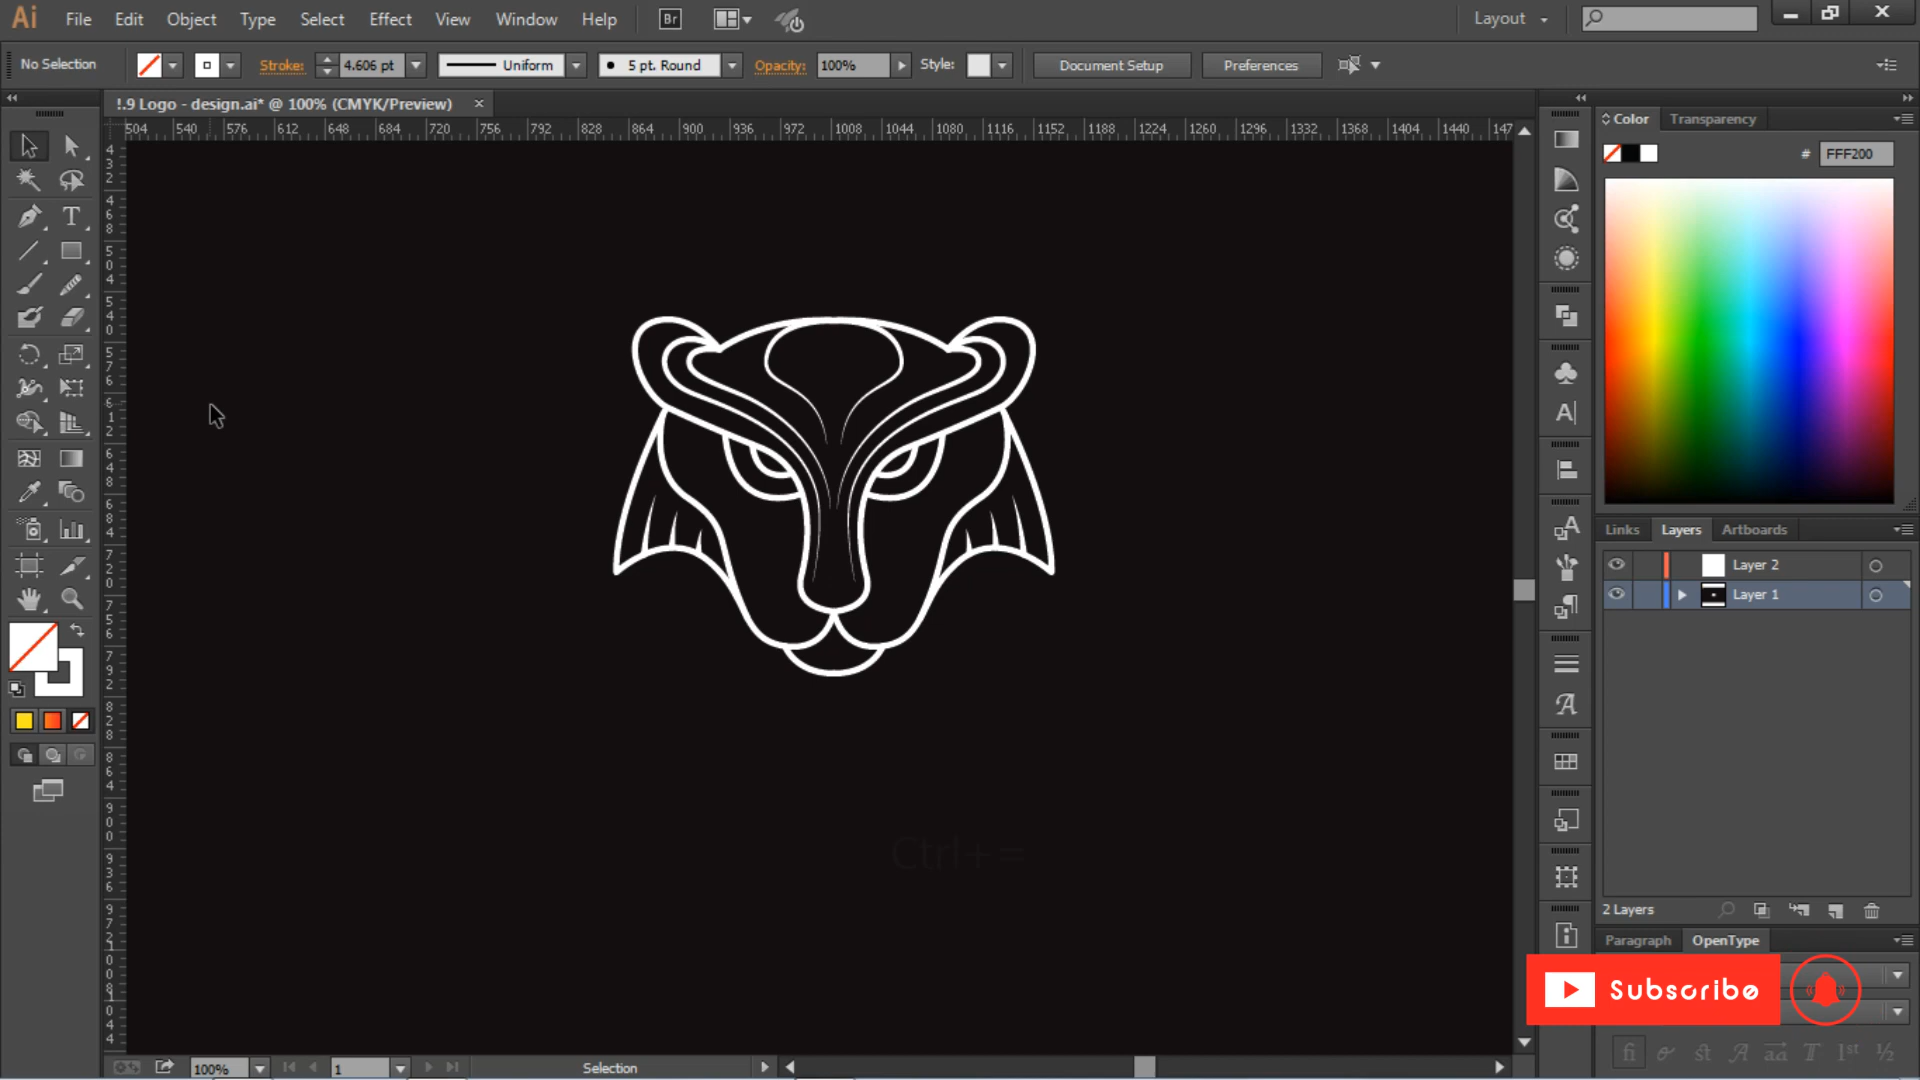 Ai File Edit Object Type Select Effect View Window Help Br Layout
No Selection Stroke: 4.606 pt Uniform 5 pt. Round Opacity: 100% Style: Document Setup Preferences
!.9 Logo - design.ai* @ 100% (CMYK/Preview)
504 540 576 612 648 684 720 756 792 828 864 900 936 972 1008 1044 1080 1116 1152 1188 1224 1260 1296 1332 1368 1404 1440 147
Color Transparency
# FFF200
Links Layers Artboards
Layer 2
Layer 1
Ctrl+=
2 Layers
Paragraph OpenType
Subscribe
100% 1 Selection